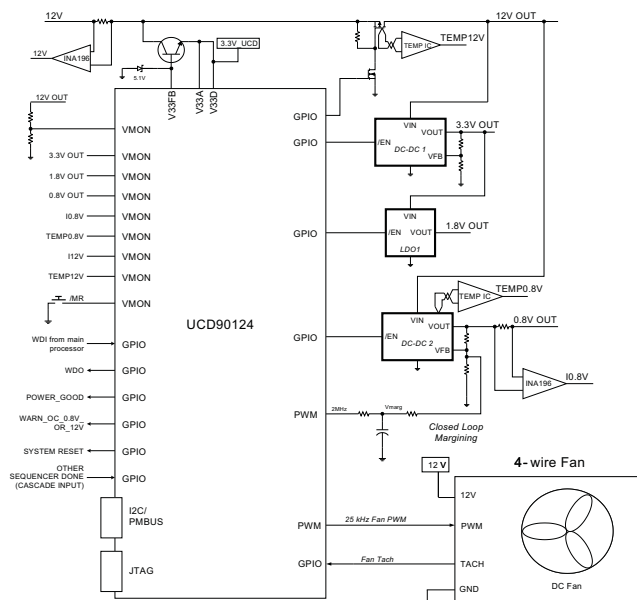 12V
12V OUT
12V
INA196
3.3V_UCD
TEMP IC
TEMP12V
5.1V
V33FB
V33A
V33D
12V OUT
VMON
GPIO
VIN
VOUT
3.3V OUT
/EN
DC-DC 1
VFB
3.3V OUT
VMON
GPIO
1.8V OUT
VMON
0.8V OUT
VMON
I0.8V
VMON
VIN
/EN
VOUT
1.8V OUT
LDO1
GPIO
TEMP0.8V
VMON
I12V
VMON
TEMP12V
VMON
/MR
VMON
UCD90124
TEMP IC
TEMP0.8V
VIN
VOUT
0.8V OUT
/EN
DC-DC 2
VFB
GPIO
WDI from main
processor
GPIO
WDO
GPIO
INA196
I0.8V
POWER_GOOD
GPIO
WARN_OC_0.8V_
OR_12V
GPIO
PWM
2MHz
Vmarg
Closed Loop
Margining
SYSTEM RESET
GPIO
OTHER
SEQUENCER DONE
(CASCADE INPUT)
GPIO
4-wire Fan
12 V
12V
I2C/
PMBUS
PWM
25 kHz Fan PWM
PWM
JTAG
GPIO
Fan Tach
TACH
GND
DC Fan